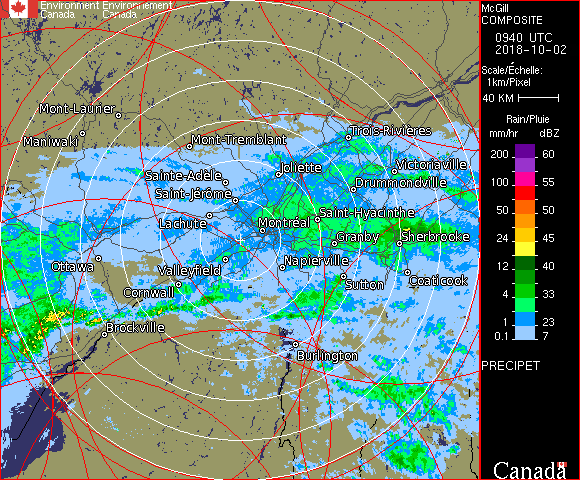 Environment Environnement
Canada Canada
McGill
COMPOSITE
0940 UTC
2018-10-02
Scale/Échelle:
1km/Pixel
40 KM
Rain/Pluie
mm/hr dBZ
200 60
100 55
50 50
24 45
12 40
4 33
1 23
0.1 7
PRECIPET
Canada
Mont-Laurier
Maniwaki
Mont-Tremblant
Trois-Rivières
Sainte-Adèle
Joliette
Victoriaville
Saint-Jérôme
Drummondville
Lachute
Montréal
Saint-Hyacinthe
Granby
Sherbrooke
Ottawa
Valleyfield
Napierville
Cornwall
Sutton
Coaticook
Brockville
Burlington